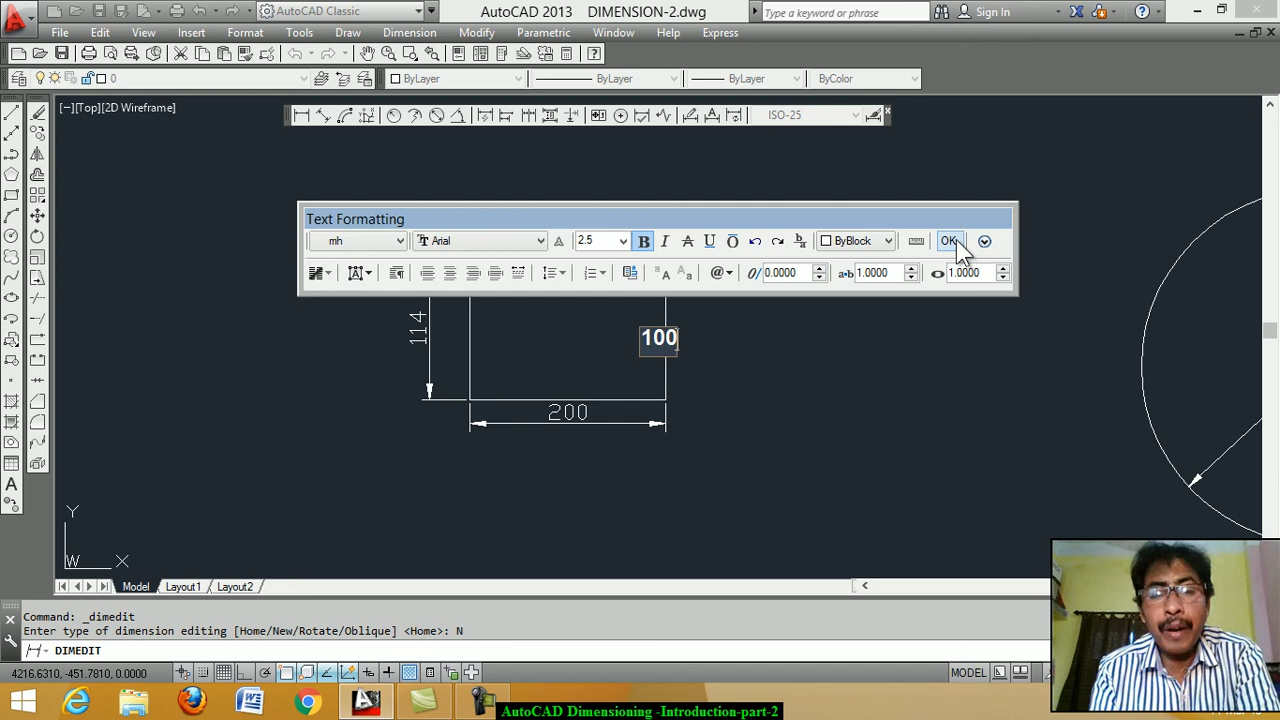 AutoCAD Classic
AutoCAD 2013 DIMENSION-2.dwg
Type a keyword or phrase
Sign In
File Edit View Insert Format Tools Draw Dimension Modify Parametric Window Help Express
0
ByLayer
ByLayer
ByLayer
ByColor
[−][Top][2D Wireframe]
ISO-25
Text Formatting
mh
Arial
2.5
B I U O
ByBlock
OK
@
0/ 0.0000
a•b 1.0000
1.0000
114
100
200
A
Y
W X
Model Layout1 Layout2
Command: _dimedit
Enter type of dimension editing [Home/New/Rotate/Oblique] <Home>: N
DIMEDIT
4216.6310, -451.7810, 0.0000
MODEL
AutoCAD Dimensioning -Introduction-part-2